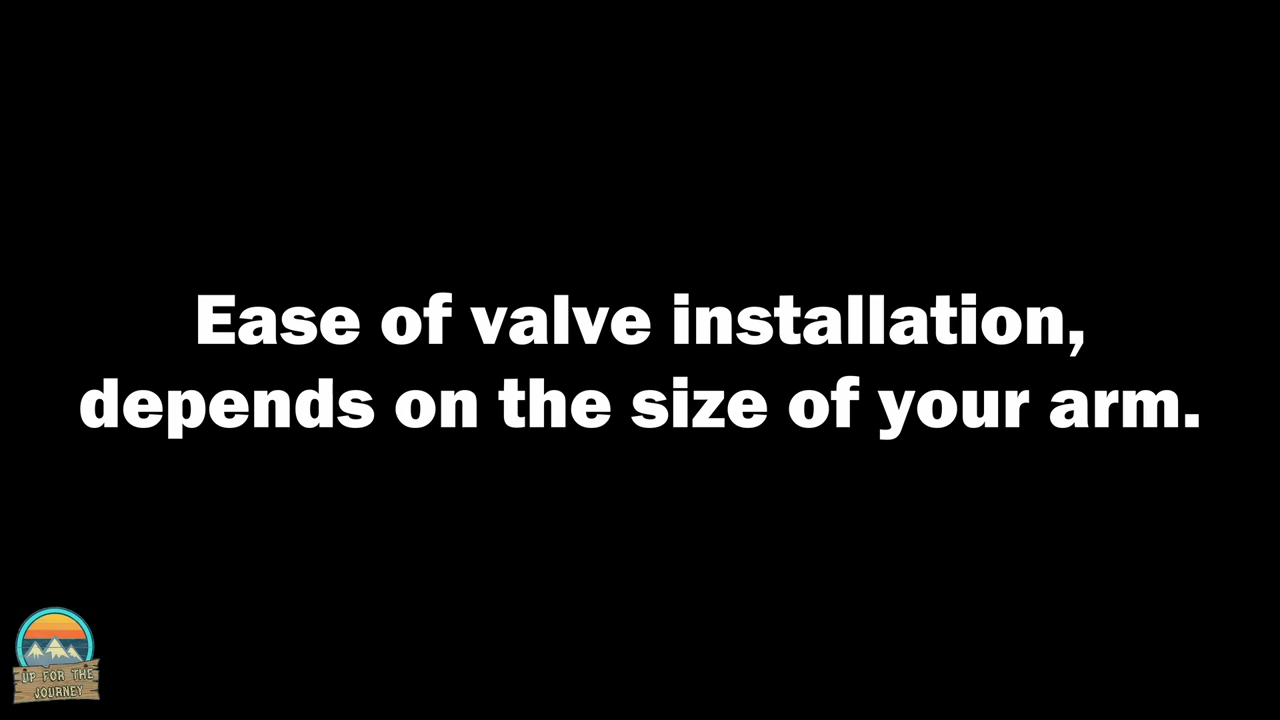 Ease of valve installation,
depends on the size of your arm.
UP FOR THE
JOURNEY